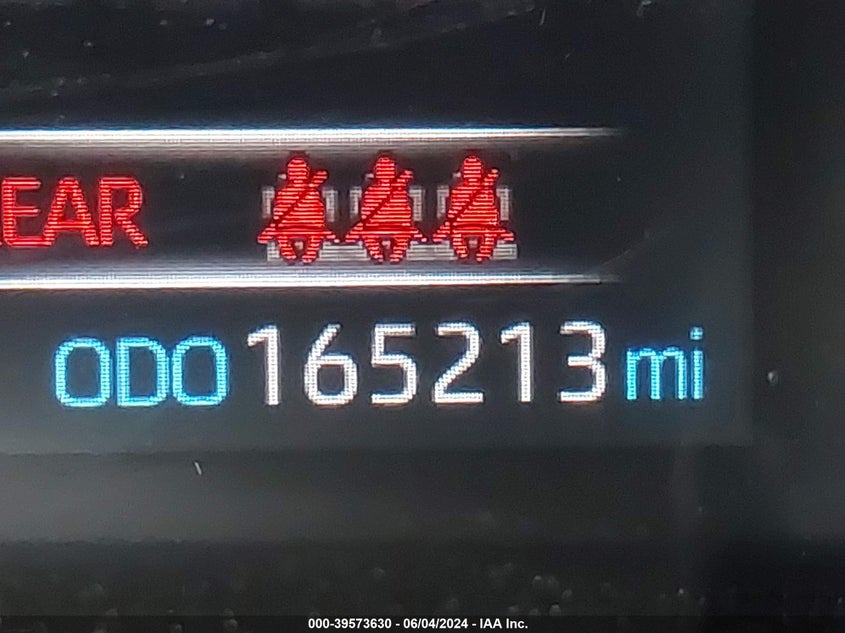 EAR
ODO 165213 mi
000-39573630 - 06/04/2024 - IAA Inc.